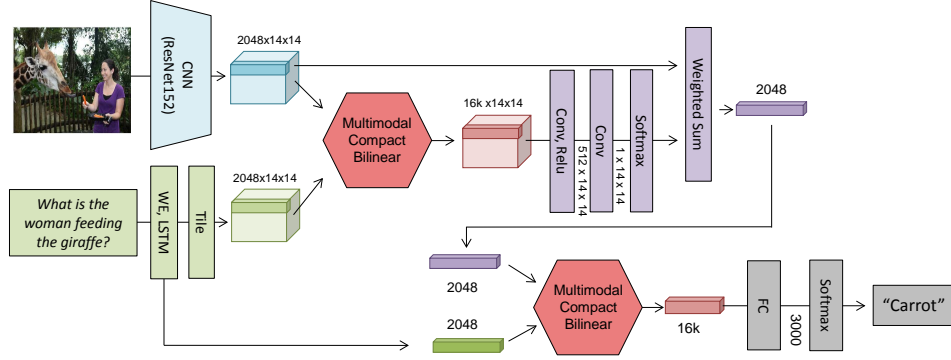 CNN
(ResNet152)
2048x14x14
Multimodal
Compact
Bilinear
16k x14x14
Conv, Relu
512 x 14 x 14
Conv
1 x 14 x 14
Softmax
Weighted Sum
2048
What is the
woman feeding
the giraffe?
WE, LSTM
Tile
2048x14x14
2048
2048
Multimodal
Compact
Bilinear
16k
FC
3000
Softmax
“Carrot”